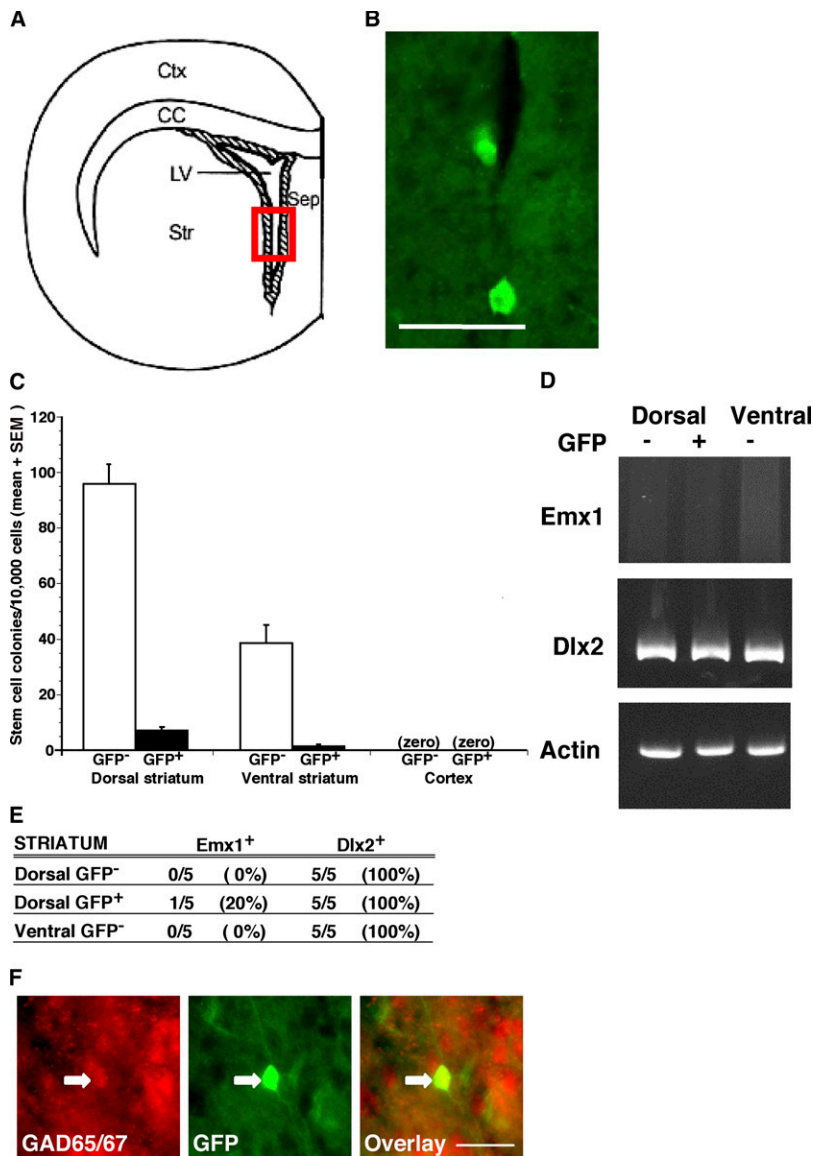 A
Ctx
CC
LV
Sep
Str
B
C
Stem cell colonies/10,000 cells (mean + SEM )
120
100
80
60
40
20
0
(zero) (zero)
GFP- GFP+ GFP- GFP+ GFP- GFP+
Dorsal striatum Ventral striatum Cortex
D
Dorsal Ventral
GFP - + -
Emx1
Dlx2
Actin
E
STRIATUM Emx1+ Dlx2+
Dorsal GFP- 0/5 ( 0%) 5/5 (100%)
Dorsal GFP+ 1/5 (20%) 5/5 (100%)
Ventral GFP- 0/5 ( 0%) 5/5 (100%)
F
GAD65/67 GFP Overlay